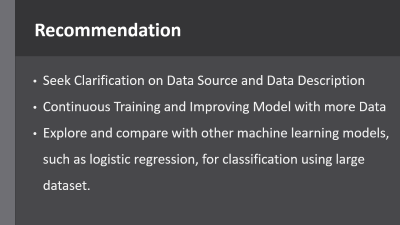 Recommendation
• Seek Clarification on Data Source and Data Description
• Continuous Training and Improving Model with more Data
• Explore and compare with other machine learning models,
such as logistic regression, for classification using large
dataset.